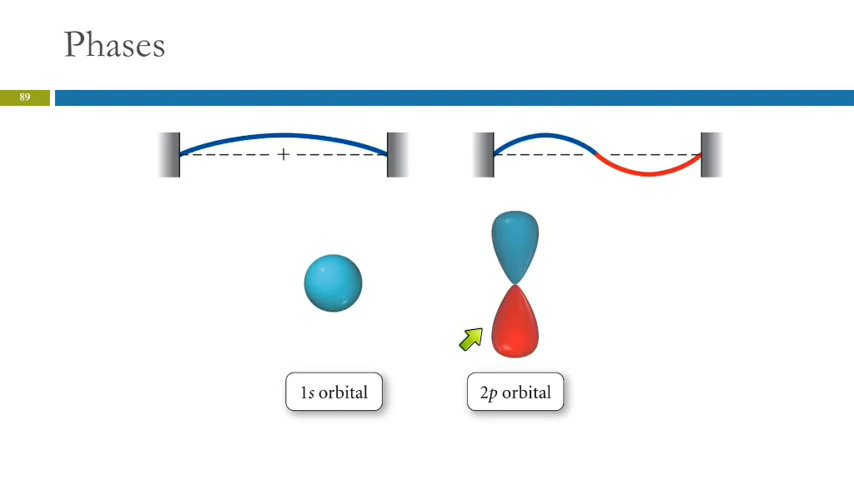 Phases
89
+
1s orbital
2p orbital